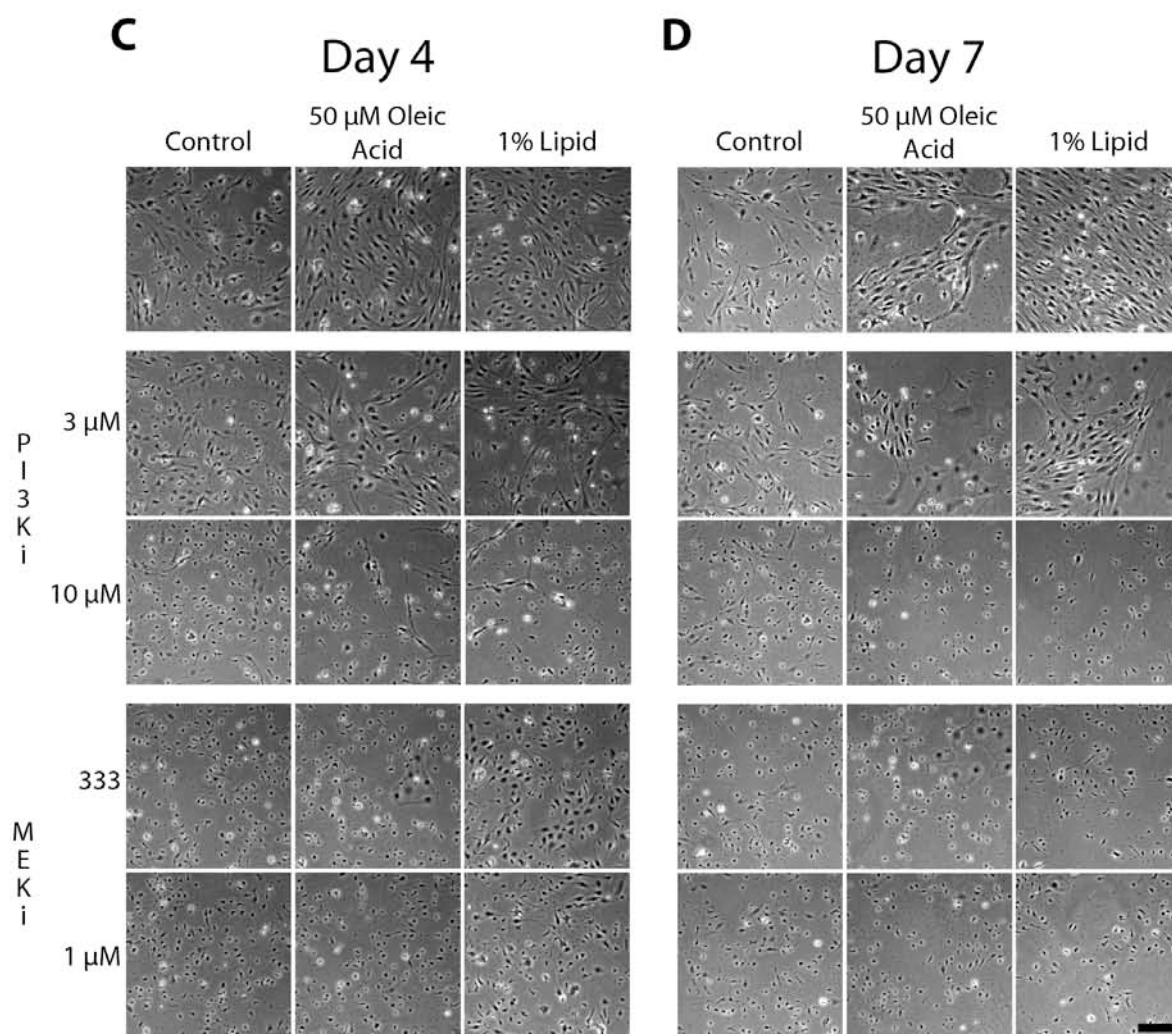 C
Day 4
Control
50 µM Oleic
Acid
1% Lipid
D
Day 7
Control
50 µM Oleic
Acid
1% Lipid
P
I
3
K
i
3 µM
10 µM
M
E
K
i
333
1 µM